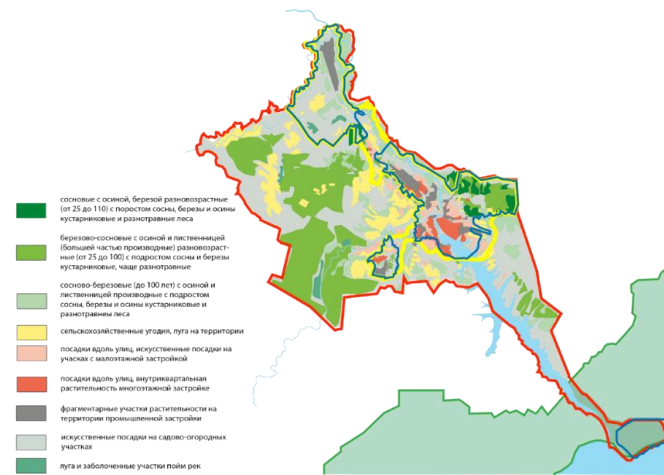 сосновые с осиной, березой разновозрастные
(от 25 до 110) с поростом сосны, березы и осины
кустарниковые и разнотравные леса
березово-сосновые с осиной и лиственницей
(большей частью производные) разновозраст-
ные (от 25 до 100) с подростом сосны и березы
кустарниковые, чаще разнотравные
сосново-березовые (до 100 лет) с осиной и
лиственницей производные с подростом
сосны, березы и осины кустарниковые и
разнотравны леса
сельскохозяйственные угодия, луга на территории
посадки вдоль улиц, искусственные посадки на
учасках с малоэтажной застройкой
посадки вдоль улиц, внутриквартальная
растительность многоэтажной застройке
фрагментарные участки растительности на
территории промышленной застройки
искусственные посадки на садово-огородных
участках
луга и заболоченные участки пойм рек